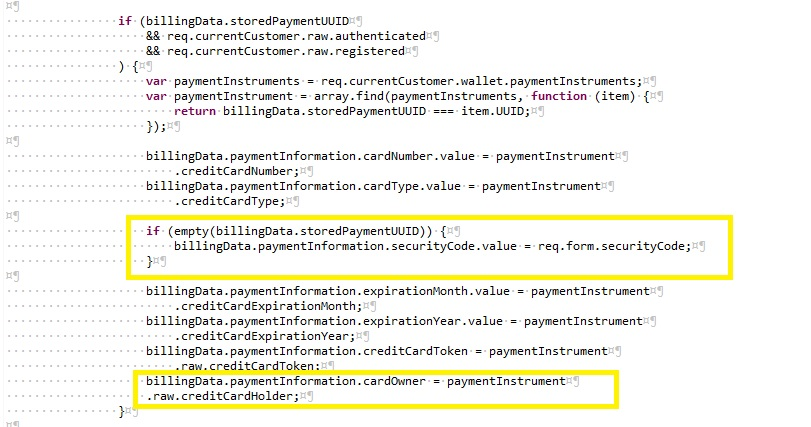 if (billingData.storedPaymentUUID
&& req.currentCustomer.raw.authenticated
&& req.currentCustomer.raw.registered
) {
var paymentInstruments = req.currentCustomer.wallet.paymentInstruments;
var paymentInstrument = array.find(paymentInstruments, function (item) {
return billingData.storedPaymentUUID === item.UUID;
});
billingData.paymentInformation.cardNumber.value = paymentInstrument
.creditCardNumber;
billingData.paymentInformation.cardType.value = paymentInstrument
.creditCardType;
if (empty(billingData.storedPaymentUUID)) {
billingData.paymentInformation.securityCode.value = req.form.securityCode;
}
billingData.paymentInformation.expirationMonth.value = paymentInstrument
.creditCardExpirationMonth;
billingData.paymentInformation.expirationYear.value = paymentInstrument
.creditCardExpirationYear;
billingData.paymentInformation.creditCardToken = paymentInstrument
.raw.creditCardToken;
billingData.paymentInformation.cardOwner = paymentInstrument
.raw.creditCardHolder;
}